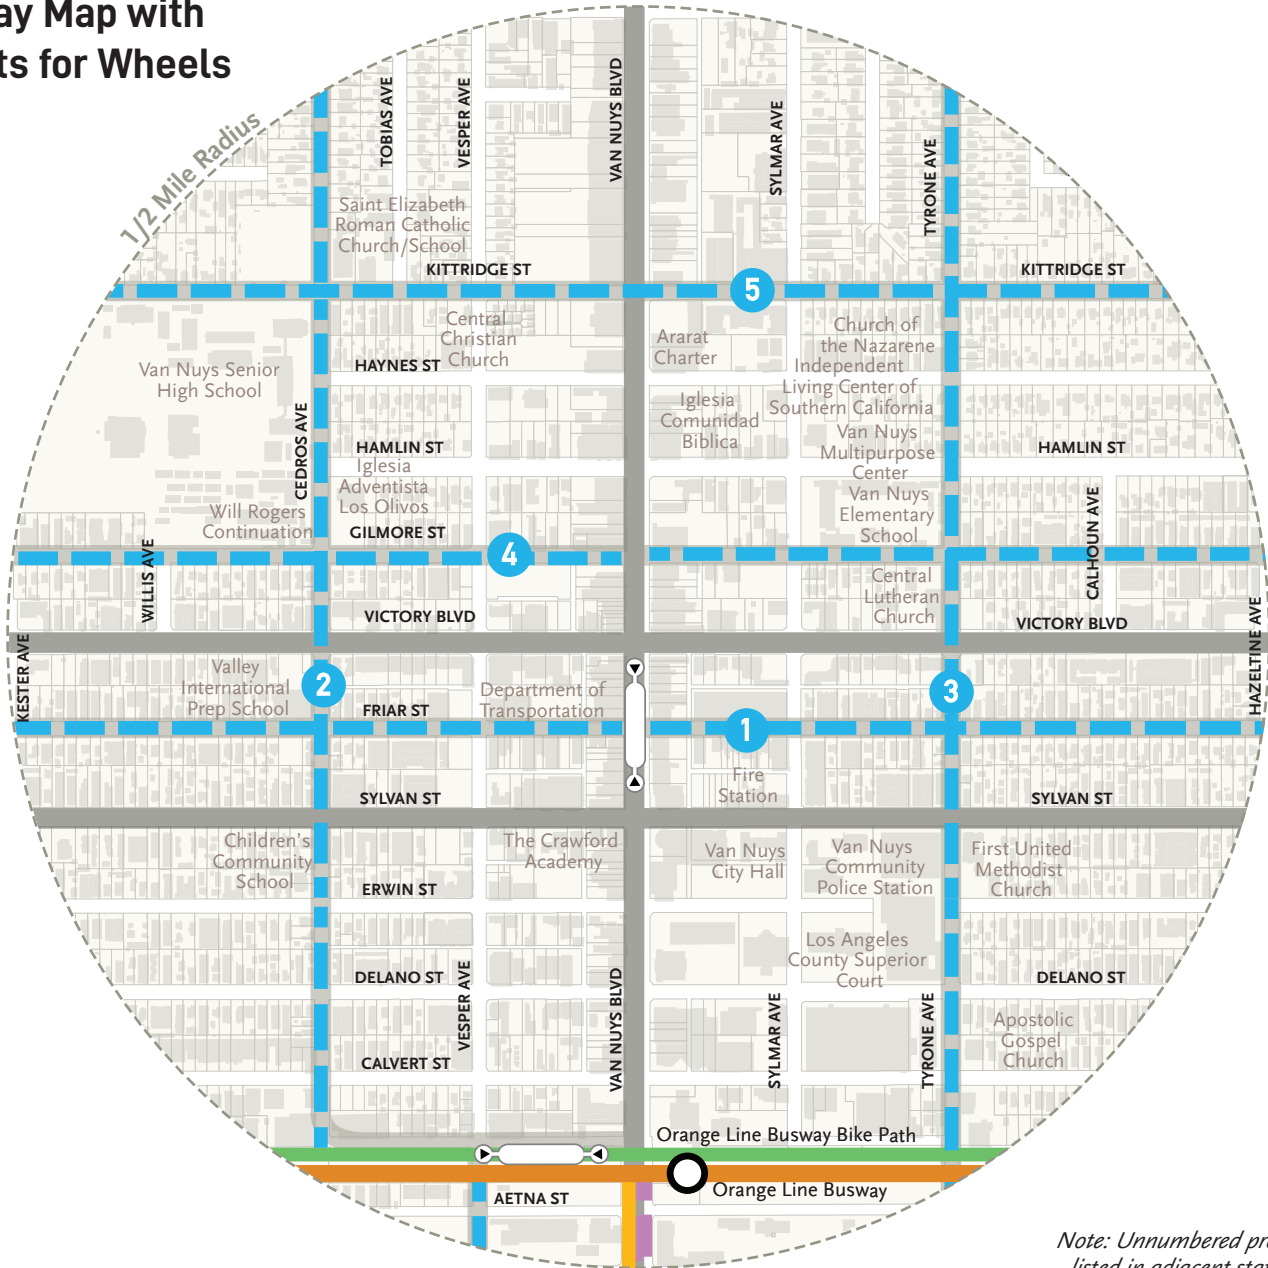 ay Map with
ts for Wheels
1/2 Mile Radius
TOBIAS AVE
VESPER AVE
VAN NUYS BLVD
SYLMAR AVE
TYRONE AVE
Saint Elizabeth
Roman Catholic
Church/School
KITTRIDGE ST
KITTRIDGE ST
5
Central
Christian
Church
Ararat
Charter
Church of
the Nazarene
Independent
Living Center of
Southern California
HAYNES ST
Van Nuys Senior
High School
Iglesia
Comunidad
Biblica
CEDROS AVE
HAMLIN ST
HAMLIN ST
Van Nuys
Multipurpose
Center
Iglesia
Adventista
Los Olivos
Van Nuys
Elementary
School
CALHOUN AVE
Will Rogers
Continuation
GILMORE ST
4
WILLIS AVE
Central
Lutheran
Church
VICTORY BLVD
VICTORY BLVD
KESTER AVE
HAZELTINE AVE
Valley
International
Prep School
2
Department of
Transportation
3
FRIAR ST
1
Fire
Station
SYLVAN ST
SYLVAN ST
Children's
Community
School
The Crawford
Academy
Van Nuys
City Hall
Van Nuys
Community
Police Station
First United
Methodist
Church
ERWIN ST
Los Angeles
County Superior
Court
DELANO ST
DELANO ST
VESPER AVE
VAN NUYS BLVD
SYLMAR AVE
TYRONE AVE
Apostolic
Gospel
Church
CALVERT ST
Orange Line Busway Bike Path
Orange Line Busway
AETNA ST
Note: Unnumbered pr
listed in adjacent stat